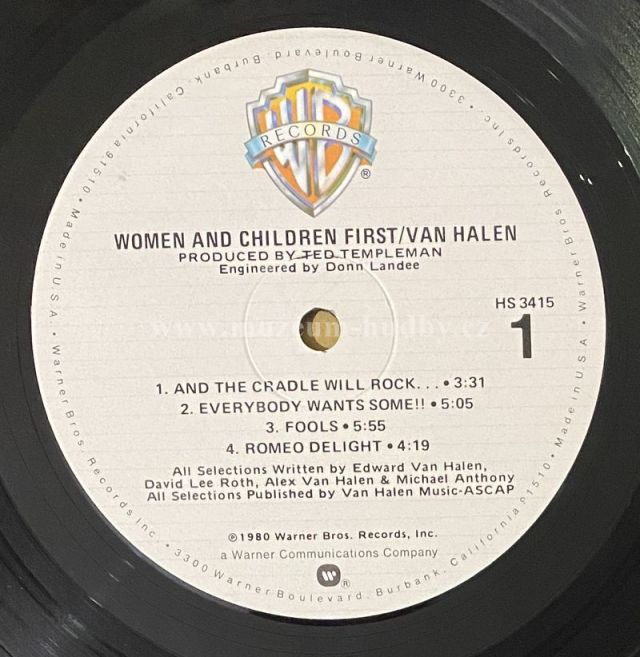 3300 Warner Boulevard, Burbank, California 91510 • Made in U.S.A. • Warner Bros. Records Inc. • 3300 Warner Boulevard, Burbank, California 91510 • Made in U.S.A. • Warner Bros. Records Inc. •
WB
RECORDS
®
WOMEN AND CHILDREN FIRST/VAN HALEN
PRODUCED BY TED TEMPLEMAN
Engineered by Donn Landee
HS 3415
1
www.muzeum-hudby.cz
1. AND THE CRADLE WILL ROCK... • 3:31
2. EVERYBODY WANTS SOME!! • 5:05
3. FOOLS • 5:55
4. ROMEO DELIGHT • 4:19
All Selections Written by Edward Van Halen,
David Lee Roth, Alex Van Halen & Michael Anthony
All Selections Published by Van Halen Music-ASCAP
℗1980 Warner Bros. Records, Inc.
a Warner Communications Company
W ®